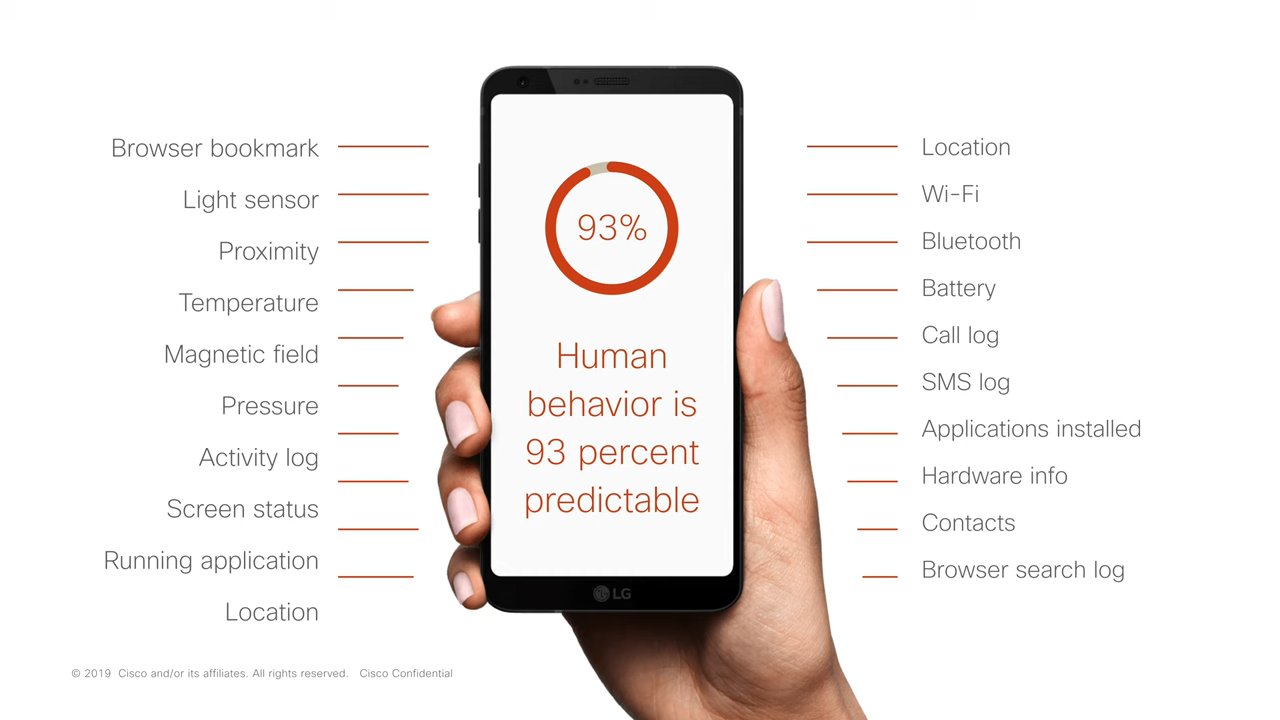 Browser bookmark
Light sensor
Proximity
Temperature
Magnetic field
Pressure
Activity log
Screen status
Running application
Location
93%
Human
behavior is
93 percent
predictable
LG
Location
Wi-Fi
Bluetooth
Battery
Call log
SMS log
Applications installed
Hardware info
Contacts
Browser search log
© 2019 Cisco and/or its affiliates. All rights reserved. Cisco Confidential